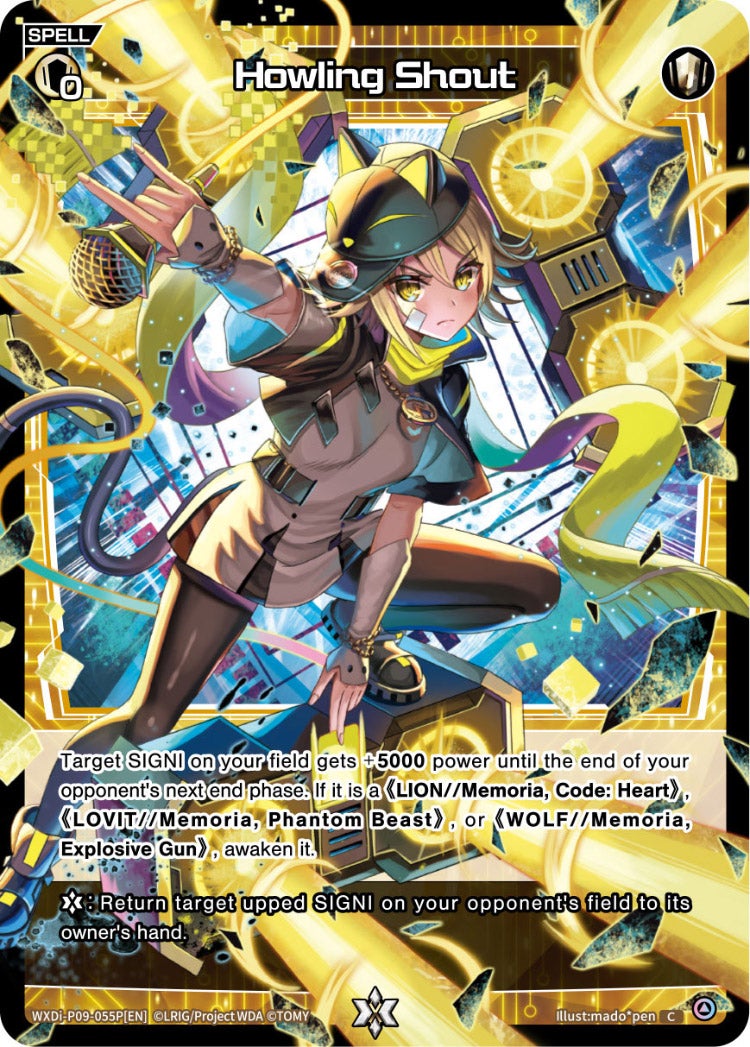 SPELL
0
Howling Shout
Target SIGNI on your field gets +5000 power until the end of your
opponent's next end phase. If it is a 《LION//Memoria, Code: Heart》,
《LOVIT//Memoria, Phantom Beast》, or 《WOLF//Memoria,
Explosive Gun》, awaken it.
: Return target upped SIGNI on your opponent's field to its
owner's hand.
WXDi-P09-055P[EN] ©LRIG/Project WDA ©TOMY
Illust:mado*pen C